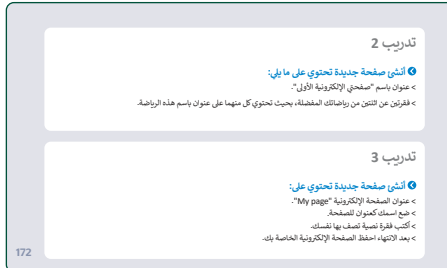 تدريب 2
أنشئ صفحة جديدة تحتوي على ما يلي:
> عنوان باسم "صفحتي الإلكترونية الأولى".
> فقرتين عن اثنتين من رياضاتك المفضلة، بحيث تحتوي كل منهما على عنوان باسم هذه الرياضة.
تدريب 3
أنشئ صفحة جديدة تحتوي على:
> عنوان الصفحة الإلكترونية "My page".
> ضع اسمك كعنوان للصفحة.
> أكتب فقرة نصية تصف بها نفسك.
> بعد الانتهاء احفظ الصفحة الإلكترونية الخاصة بك.
172